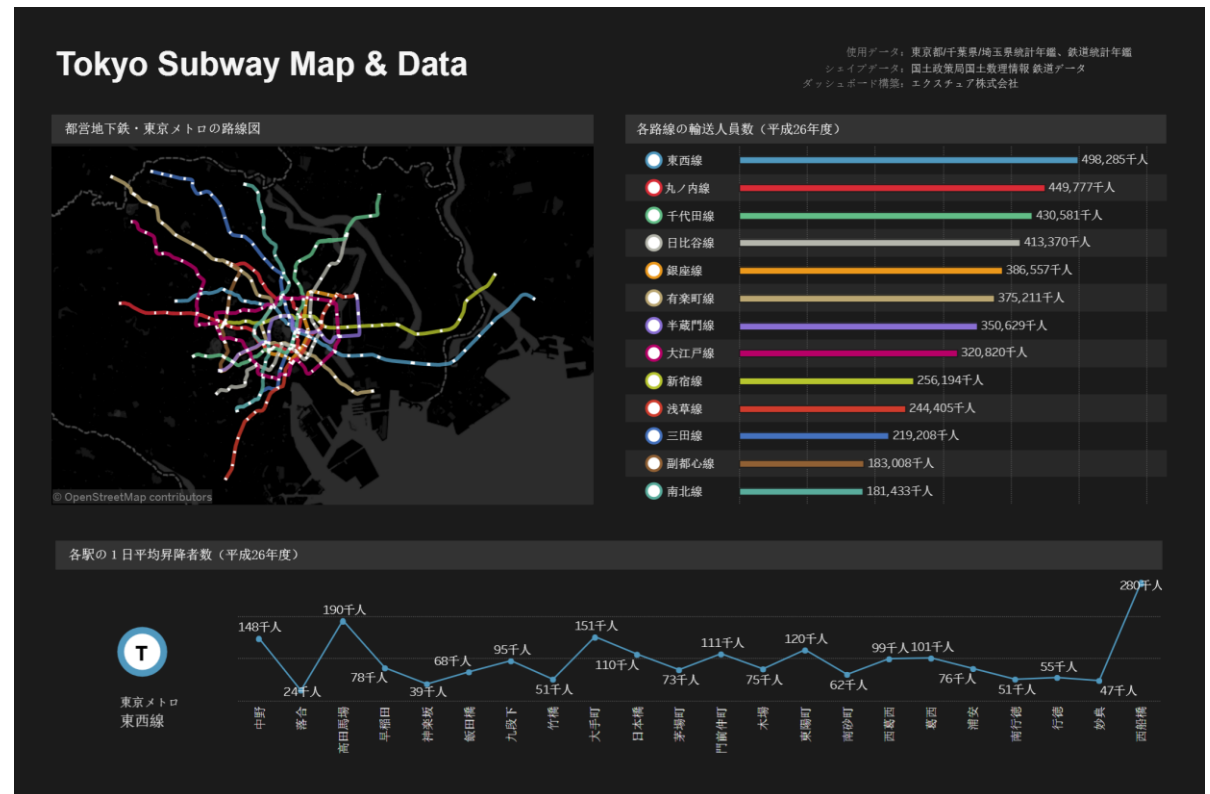 Tokyo Subway Map & Data
使用データ: 東京都/千葉県/埼玉県統計年鑑、鉄道統計年鑑
シェイプデータ: 国土政策局国土数理情報 鉄道データ
ダッシュボード構築: エクスチュア株式会社
都営地下鉄・東京メトロの路線図
© OpenStreetMap contributors
各路線の輸送人員数（平成26年度）
東西線 498,285千人
丸ノ内線 449,777千人
千代田線 430,581千人
日比谷線 413,370千人
銀座線 386,557千人
有楽町線 375,211千人
半蔵門線 350,629千人
大江戸線 320,820千人
新宿線 256,194千人
浅草線 244,405千人
三田線 219,208千人
副都心線 183,008千人
南北線 181,433千人
各駅の1日平均昇降者数（平成26年度）
T
東京メトロ
東西線
148千人
24千人
190千人
78千人
39千人
68千人
95千人
51千人
151千人
110千人
73千人
111千人
75千人
120千人
62千人
99千人
101千人
76千人
51千人
55千人
47千人
280千人
中野
落合
高田馬場
早稲田
神楽坂
飯田橋
九段下
竹橋
大手町
日本橋
茅場町
門前仲町
木場
東陽町
南砂町
西葛西
葛西
浦安
南行徳
行徳
妙典
西船橋